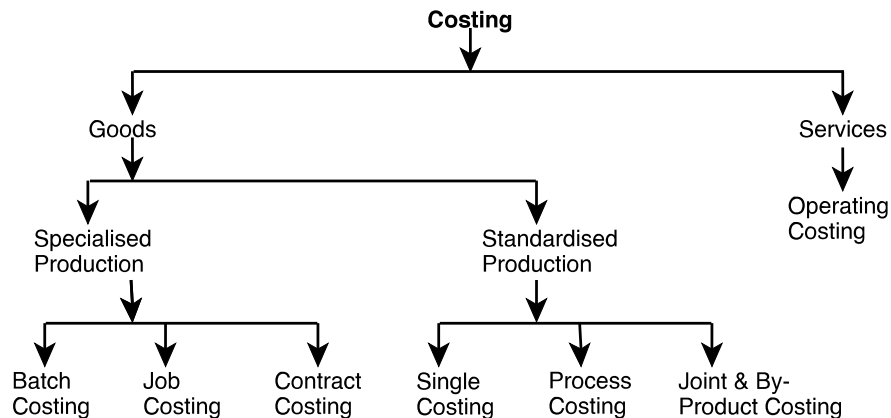 Costing
Goods
Services
Operating
Costing
Specialised
Production
Standardised
Production
Batch
Costing
Job
Costing
Contract
Costing
Single
Costing
Process
Costing
Joint & By-
Product Costing